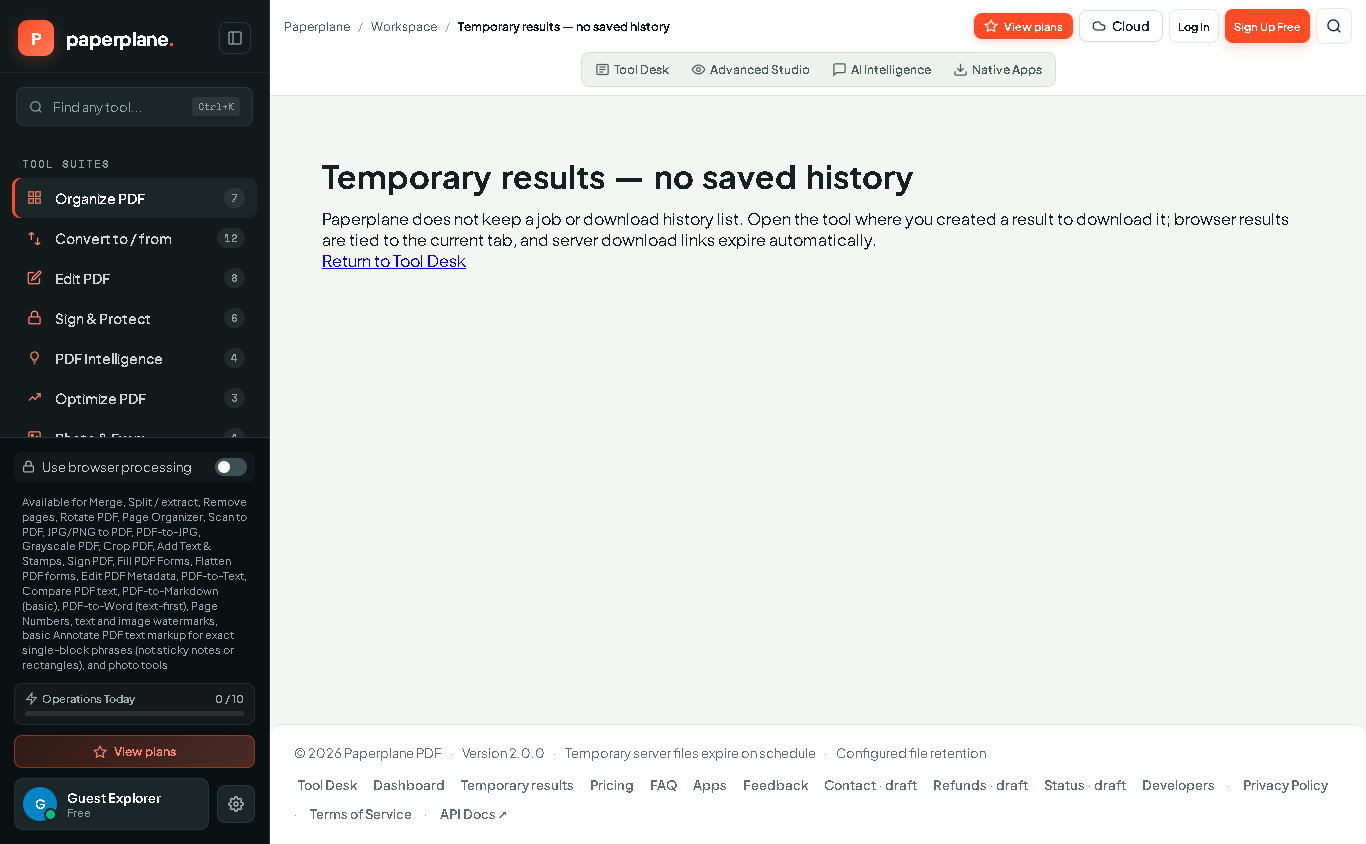 P paperplane.
Find any tool... Ctrl+K
TOOL SUITES
Organize PDF 7
Convert to / from 12
Edit PDF 8
Sign & Protect 6
PDF Intelligence 4
Optimize PDF 3
Use browser processing
Available for Merge, Split / extract, Remove
pages, Rotate PDF, Page Organizer, Scan to
PDF, JPG/PNG to PDF, PDF-to-JPG,
Grayscale PDF, Crop PDF, Add Text &
Stamps, Sign PDF, Fill PDF Forms, Flatten
PDF forms, Edit PDF Metadata, PDF-to-Text,
Compare PDF text, PDF-to-Markdown
(basic), PDF-to-Word (text-first), Page
Numbers, text and image watermarks,
basic Annotate PDF text markup for exact
single-block phrases (not sticky notes or
rectangles), and photo tools
Operations Today 0 / 10
View plans
G Guest Explorer
Free
Paperplane / Workspace / Temporary results — no saved history
View plans Cloud Log In Sign Up Free
Tool Desk Advanced Studio AI Intelligence Native Apps
Temporary results — no saved history
Paperplane does not keep a job or download history list. Open the tool where you created a result to download it; browser results
are tied to the current tab, and server download links expire automatically.
Return to Tool Desk
© 2026 Paperplane PDF · Version 2.0.0 · Temporary server files expire on schedule · Configured file retention
Tool Desk Dashboard Temporary results Pricing FAQ Apps Feedback Contact · draft Refunds · draft Status · draft Developers · Privacy Policy
· Terms of Service · API Docs ↗